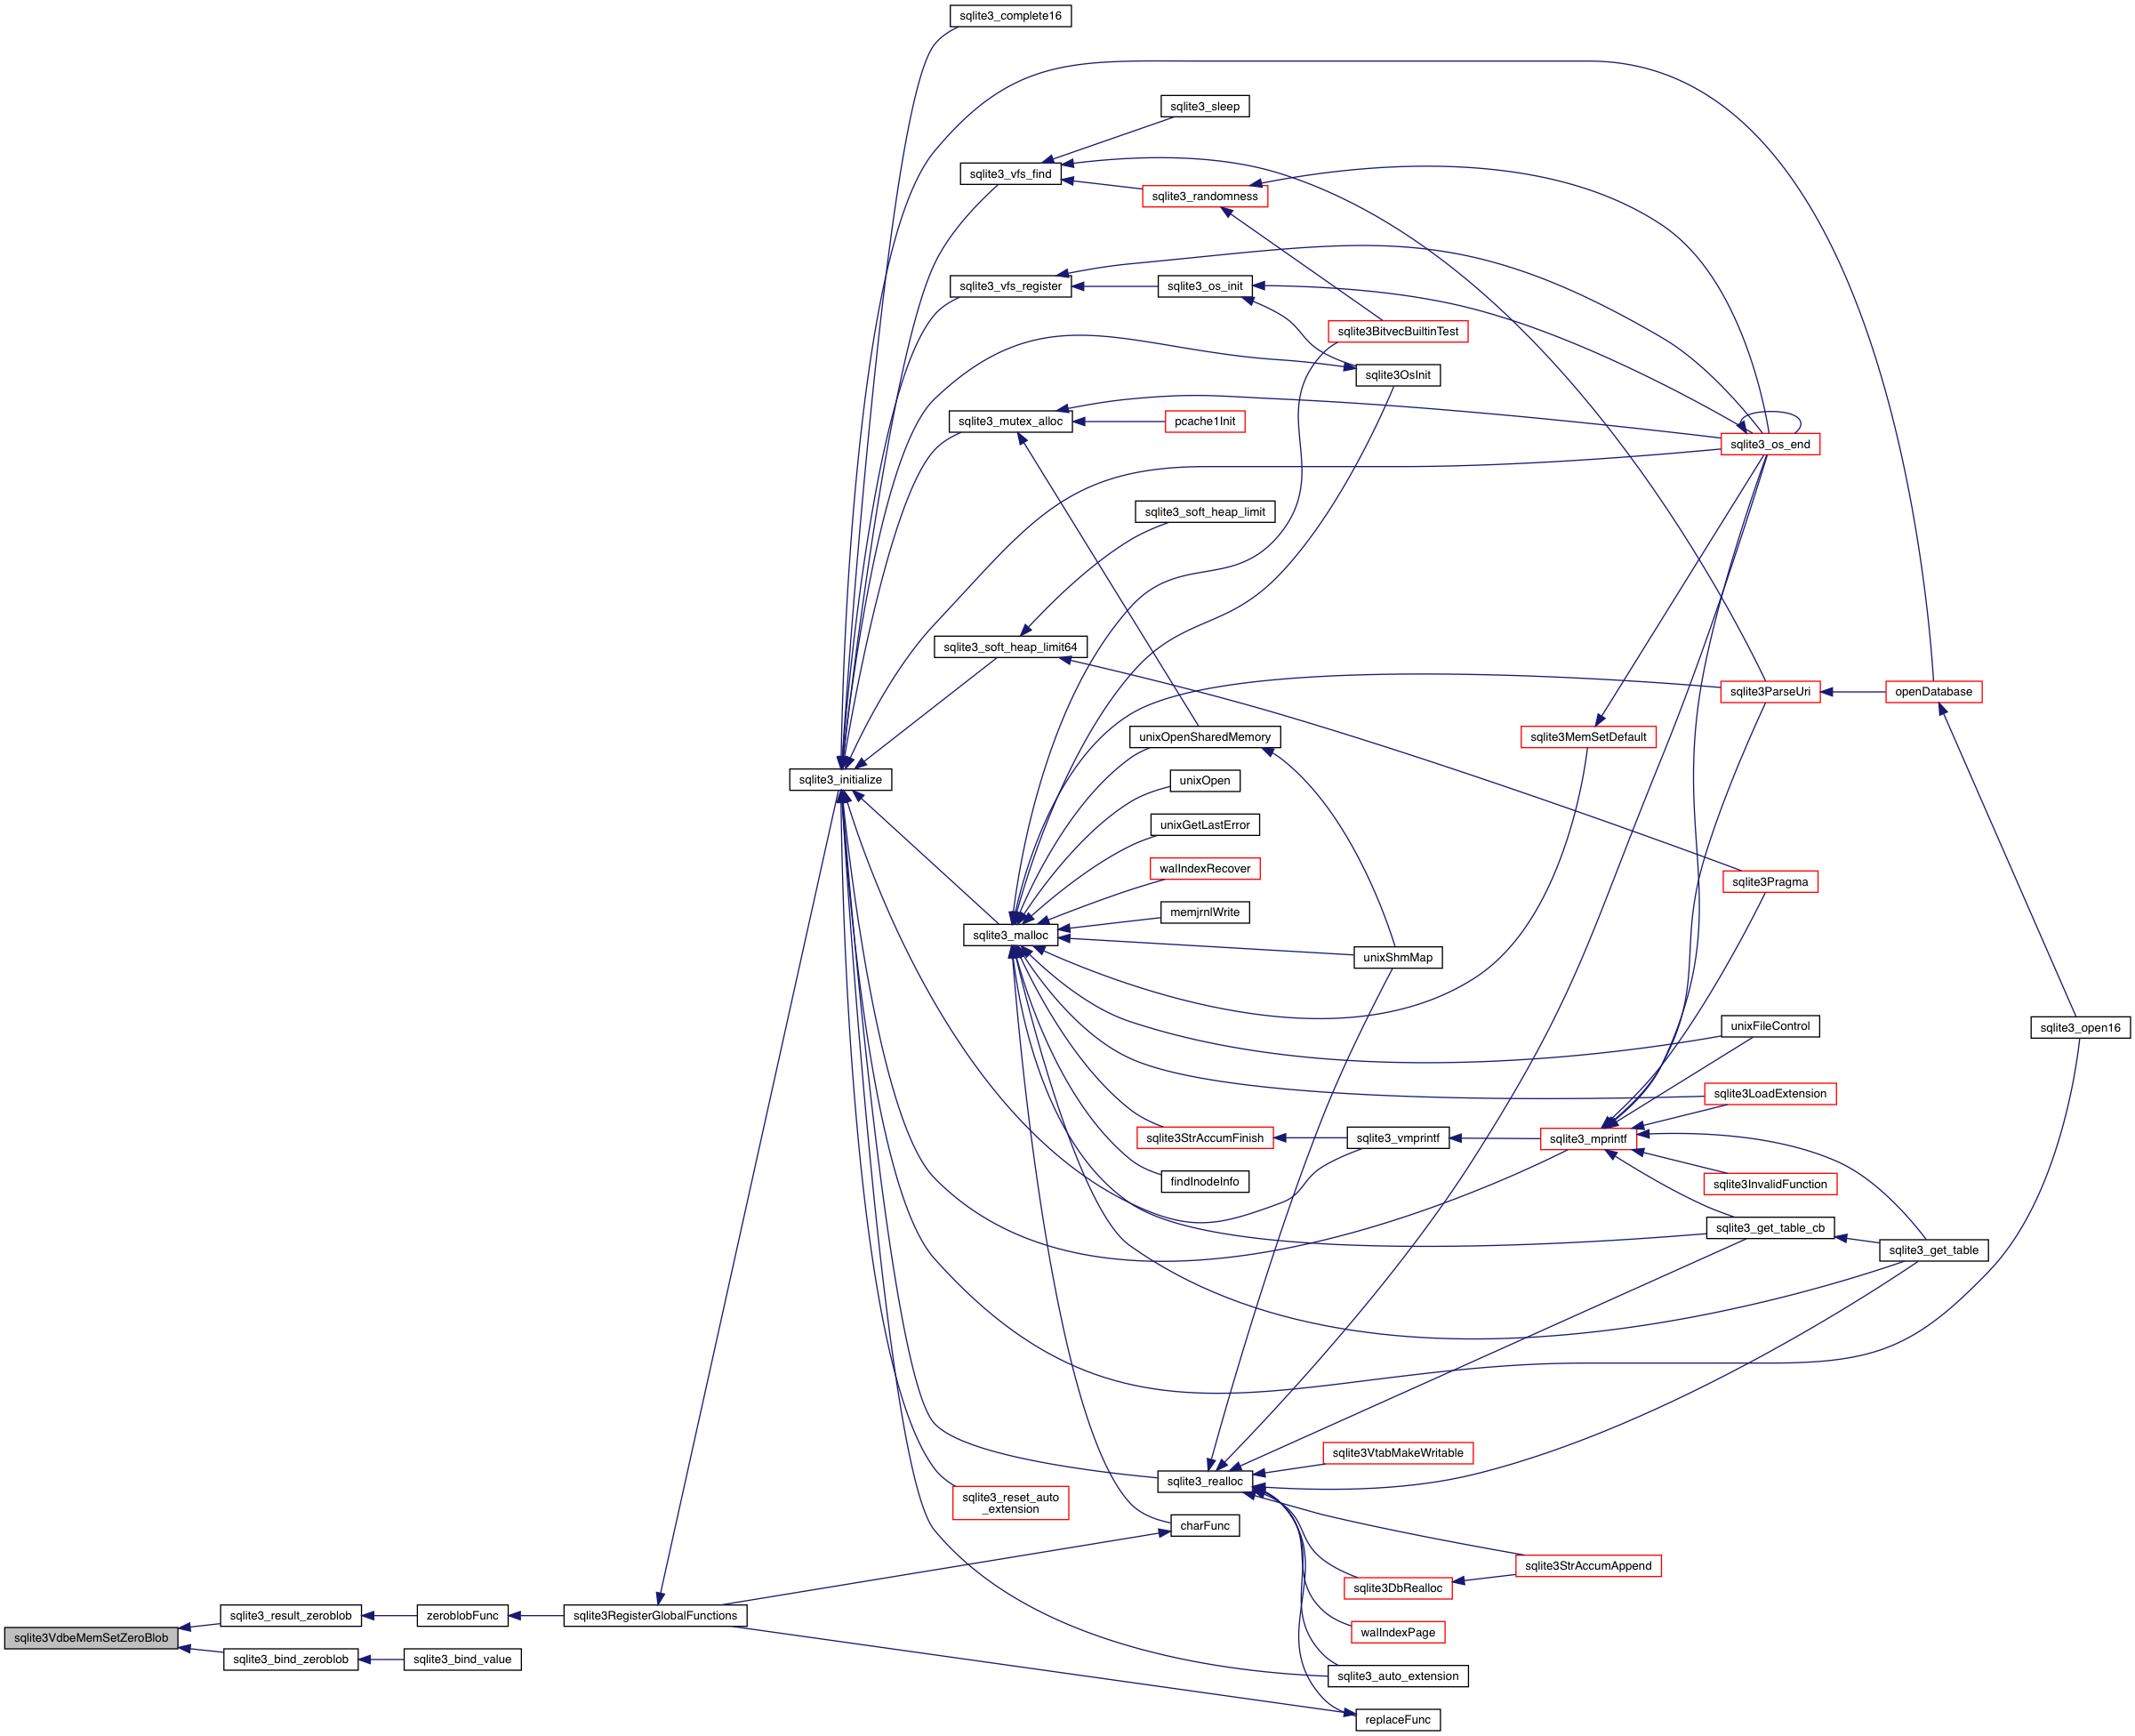 sqlite3_complete16
sqlite3_sleep
sqlite3_vfs_find
sqlite3_randomness
sqlite3_vfs_register
sqlite3_os_init
sqlite3BitvecBuiltinTest
sqlite3OsInit
sqlite3_mutex_alloc
pcache1Init
sqlite3_os_end
sqlite3_soft_heap_limit
sqlite3_soft_heap_limit64
sqlite3ParseUri
openDatabase
unixOpenSharedMemory
sqlite3MemSetDefault
sqlite3_initialize
unixOpen
unixGetLastError
walIndexRecover
sqlite3Pragma
memjrnlWrite
sqlite3_malloc
unixShmMap
unixFileControl
sqlite3_open16
sqlite3LoadExtension
sqlite3StrAccumFinish
sqlite3_vmprintf
sqlite3_mprintf
findInodeInfo
sqlite3InvalidFunction
sqlite3_get_table_cb
sqlite3_get_table
sqlite3VtabMakeWritable
sqlite3_realloc
sqlite3_reset_auto
_extension
charFunc
sqlite3StrAccumAppend
sqlite3DbRealloc
sqlite3_result_zeroblob
zeroblobFunc
sqlite3RegisterGlobalFunctions
walIndexPage
sqlite3VdbeMemSetZeroBlob
sqlite3_bind_zeroblob
sqlite3_bind_value
sqlite3_auto_extension
replaceFunc